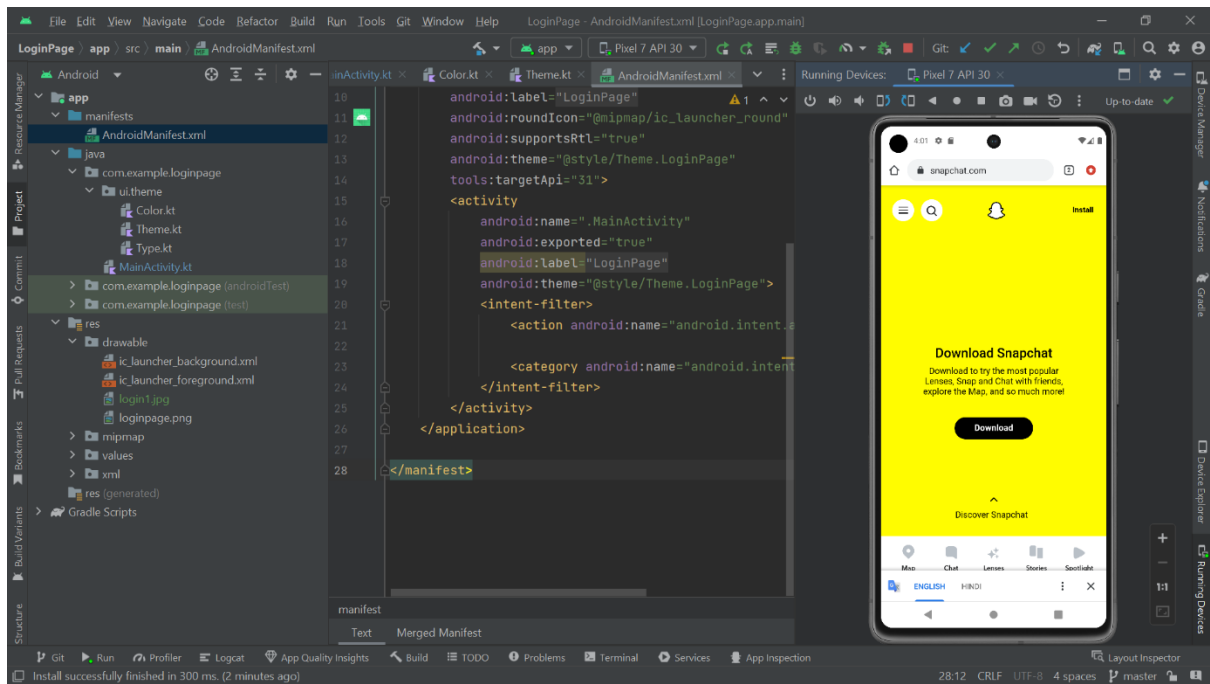 File Edit View Navigate Code Refactor Build Run Tools Git Window Help LoginPage - AndroidManifest.xml [LoginPage.app.main]
LoginPage app src main AndroidManifest.xml
app Pixel 7 API 30 Git:
Android
inActivity.kt Color.kt Theme.kt AndroidManifest.xml
Running Devices: Pixel 7 API 30
Up-to-date
app
manifests
AndroidManifest.xml
java
com.example.loginpage
ui.theme
Color.kt
Theme.kt
Type.kt
MainActivity.kt
com.example.loginpage (androidTest)
com.example.loginpage (test)
res
drawable
ic_launcher_background.xml
ic_launcher_foreground.xml
login1.jpg
loginpage.png
mipmap
values
xml
res (generated)
Gradle Scripts
10 android:label="LoginPage" 1
11 android:roundIcon="@mipmap/ic_launcher_round"
12 android:supportsRtl="true"
13 android:theme="@style/Theme.LoginPage"
14 tools:targetApi="31">
15 <activity
16 android:name=".MainActivity"
17 android:exported="true"
18 android:label="LoginPage"
19 android:theme="@style/Theme.LoginPage">
20 <intent-filter>
21 <action android:name="android.intent.a
22
23 <category android:name="android.intent
24 </intent-filter>
25 </activity>
26 </application>
27
28 </manifest>
manifest
Text Merged Manifest
4:01
snapchat.com
Install
Download Snapchat
Download to try the most popular
Lenses, Snap and Chat with friends,
explore the Map, and so much more!
Download
Discover Snapchat
Map Chat Lenses Stories Spotlight
ENGLISH HINDI
1:1
Resource Manager
Project
Commit
Pull Requests
Bookmarks
Build Variants
Structure
Device Manager
Notifications
Gradle
Device Explorer
Running Devices
Git Run Profiler Logcat App Quality Insights Build TODO Problems Terminal Services App Inspection Layout Inspector
Install successfully finished in 300 ms. (2 minutes ago) 28:12 CRLF UTF-8 4 spaces master